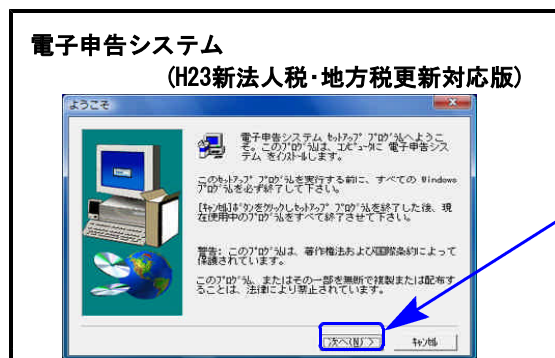 電子申告システム
(H23新法人税・地方税更新対応版)
ようこそ
電子申告システム ｾｯﾄｱｯﾌﾟ ﾌﾟﾛｸﾞﾗﾑへようこ
そ。このﾌﾟﾛｸﾞﾗﾑは、ｺﾝﾋﾟｭｰﾀに 電子申告シス
テム をｲﾝｽﾄｰﾙします。
このｾｯﾄｱｯﾌﾟ ﾌﾟﾛｸﾞﾗﾑを実行する前に、すべての Windows
ﾌﾟﾛｸﾞﾗﾑを必ず終了して下さい。
[ｷｬﾝｾﾙ]ﾎﾞﾀﾝをｸﾘｯｸしｾｯﾄｱｯﾌﾟ ﾌﾟﾛｸﾞﾗﾑを終了した後、現
在使用中のﾌﾟﾛｸﾞﾗﾑをすべて終了させて下さい。
警告: このﾌﾟﾛｸﾞﾗﾑは、著作権法および国際条約によって
保護されています。
このﾌﾟﾛｸﾞﾗﾑ、またはその一部を無断で複製または配布す
ることは、法律により禁止されています。
次へ(N) >
ｷｬﾝｾﾙ